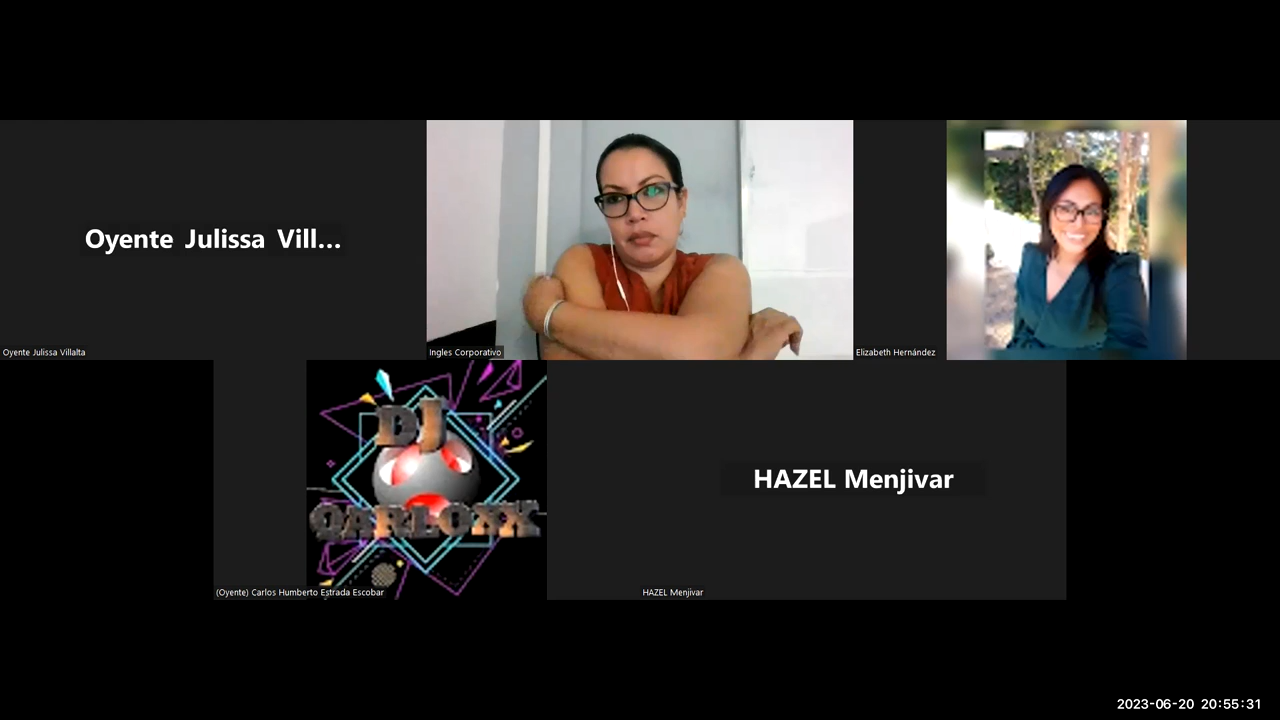 Oyente Julissa Vill...
Oyente Julissa Villalta
Ingles Corporativo
Elizabeth Hernández
DJ
QARLOXX
(Oyente) Carlos Humberto Estrada Escobar
HAZEL Menjivar
HAZEL Menjivar
2023-06-20 20:55:31